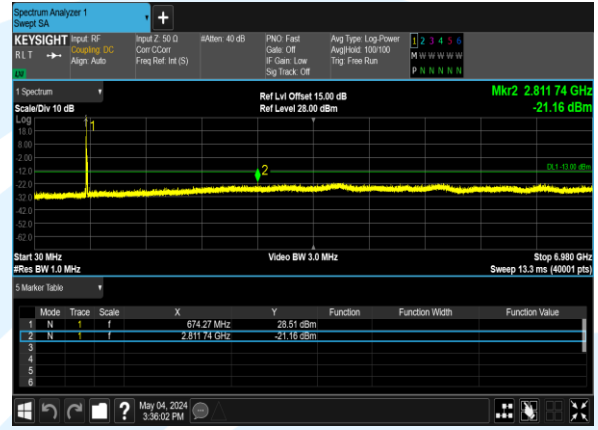 Spectrum Analyzer 1
Swept SA
KEYSIGHT Input: RF Input Z: 50 Ω #Atten: 40 dB PNO: Fast Avg Type: Log-Power 1 2 3 4 5 6
RLT Coupling: DC Corr CCorr Gate: Off Avg|Hold: 100/100 M W W W W W
Align: Auto Freq Ref: Int (S) IF Gain: Low Trig: Free Run P N N N N N
Sig Track: Off
1 Spectrum
Ref Lvl Offset 15.00 dB Mkr2 2.811 74 GHz
Scale/Div 10 dB Ref Level 28.00 dBm -21.16 dBm
Log
1
18.0
8.00
-2.00
-12.0 2 DL1 -13.00 dBm
-22.0
-32.0
-42.0
-52.0
-62.0
Start 30 MHz Video BW 3.0 MHz Stop 6.980 GHz
#Res BW 1.0 MHz Sweep 13.3 ms (40001 pts)
5 Marker Table
Mode Trace Scale X Y Function Function Width Function Value
1 N 1 f 674.27 MHz 28.51 dBm
2 N 1 f 2.811 74 GHz -21.16 dBm
3
4
5
6
? May 04, 2024
3:36:02 PM